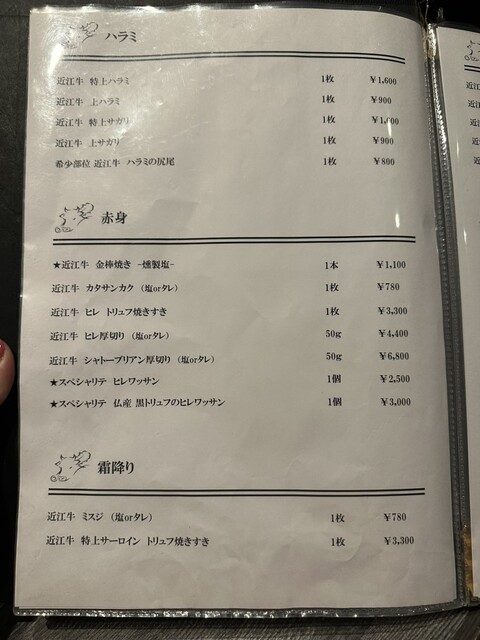 ハラミ
近江牛 特上ハラミ 1枚 ¥1,600
近江牛 上ハラミ 1枚 ¥900
近江牛 特上サガリ 1枚
近江牛 上サガリ 1枚 ¥900
希少部位 近江牛 ハラミの尻尾 1枚 ¥800
赤身
★近江牛 金棒焼き -燻製塩- 1本 ¥1,100
近江牛 カタサンカク (塩orタレ) 1枚 ¥780
近江牛 ヒレ トリュフ焼きすき 1枚 ¥3,300
近江牛 ヒレ厚切り (塩orタレ) 50g ¥4,400
近江牛 シャトーブリアン厚切り (塩orタレ) 50g ¥6,800
★スペシャリテ ヒレワッサン 1個 ¥2,500
★スペシャリテ 仏産 黒トリュフのヒレワッサン 1個 ¥3,000
霜降り
近江牛 ミスジ (塩orタレ) 1枚 ¥780
近江牛 特上サーロイン トリュフ焼きすき 1枚 ¥3,300